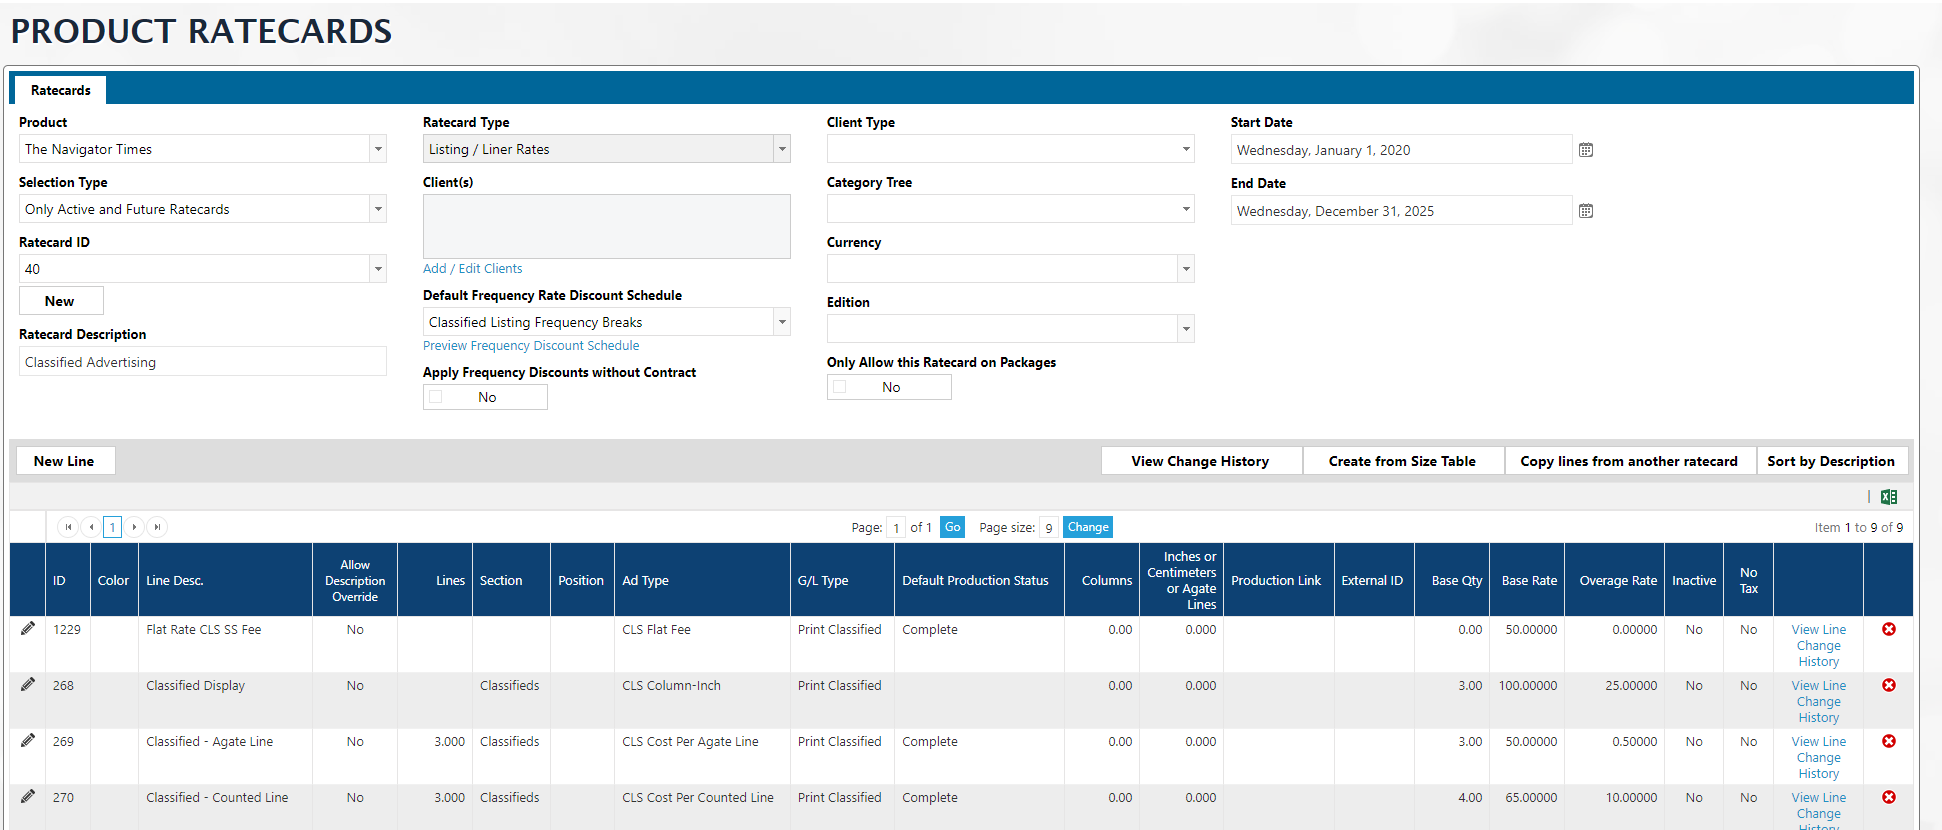 PRODUCT RATECARDS
Ratecards
Product
The Navigator Times
Selection Type
Only Active and Future Ratecards
Ratecard ID
40
New
Ratecard Description
Classified Advertising
Ratecard Type
Listing / Liner Rates
Client(s)
Add / Edit Clients
Default Frequency Rate Discount Schedule
Classified Listing Frequency Breaks
Preview Frequency Discount Schedule
Apply Frequency Discounts without Contract
No
Client Type
Category Tree
Currency
Edition
Only Allow this Ratecard on Packages
No
Start Date
Wednesday, January 1, 2020
End Date
Wednesday, December 31, 2025
New Line
View Change History
Create from Size Table
Copy lines from another ratecard
Sort by Description
1
Page: 1 of 1 Go Page size: 9 Change
Item 1 to 9 of 9
ID
Color
Line Desc.
Allow
Description
Override
Lines
Section
Position
Ad Type
G/L Type
Default Production Status
Columns
Inches or
Centimeters
or Agate
Lines
Production Link
External ID
Base Qty
Base Rate
Overage Rate
Inactive
No
Tax
1229 Flat Rate CLS SS Fee No CLS Flat Fee Print Classified Complete 0.00 0.000 0.00 50.00000 0.00000 No No View Line
Change
History
268 Classified Display No Classifieds CLS Column-Inch Print Classified 0.00 0.000 3.00 100.00000 25.00000 No No View Line
Change
History
269 Classified - Agate Line No 3.000 Classifieds CLS Cost Per Agate Line Print Classified Complete 0.00 0.000 3.00 50.00000 0.50000 No No View Line
Change
History
270 Classified - Counted Line No 3.000 Classifieds CLS Cost Per Counted Line Print Classified Complete 0.00 0.000 4.00 65.00000 10.00000 No No View Line
Change
History